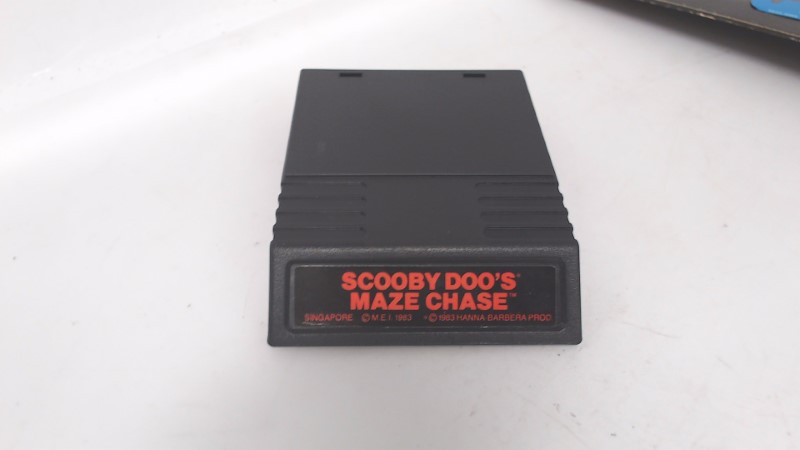 SCOOBY DOO'S®
MAZE CHASE™
SINGAPORE © M.E.I. 1983 * © 1983 HANNA-BARBERA PROD